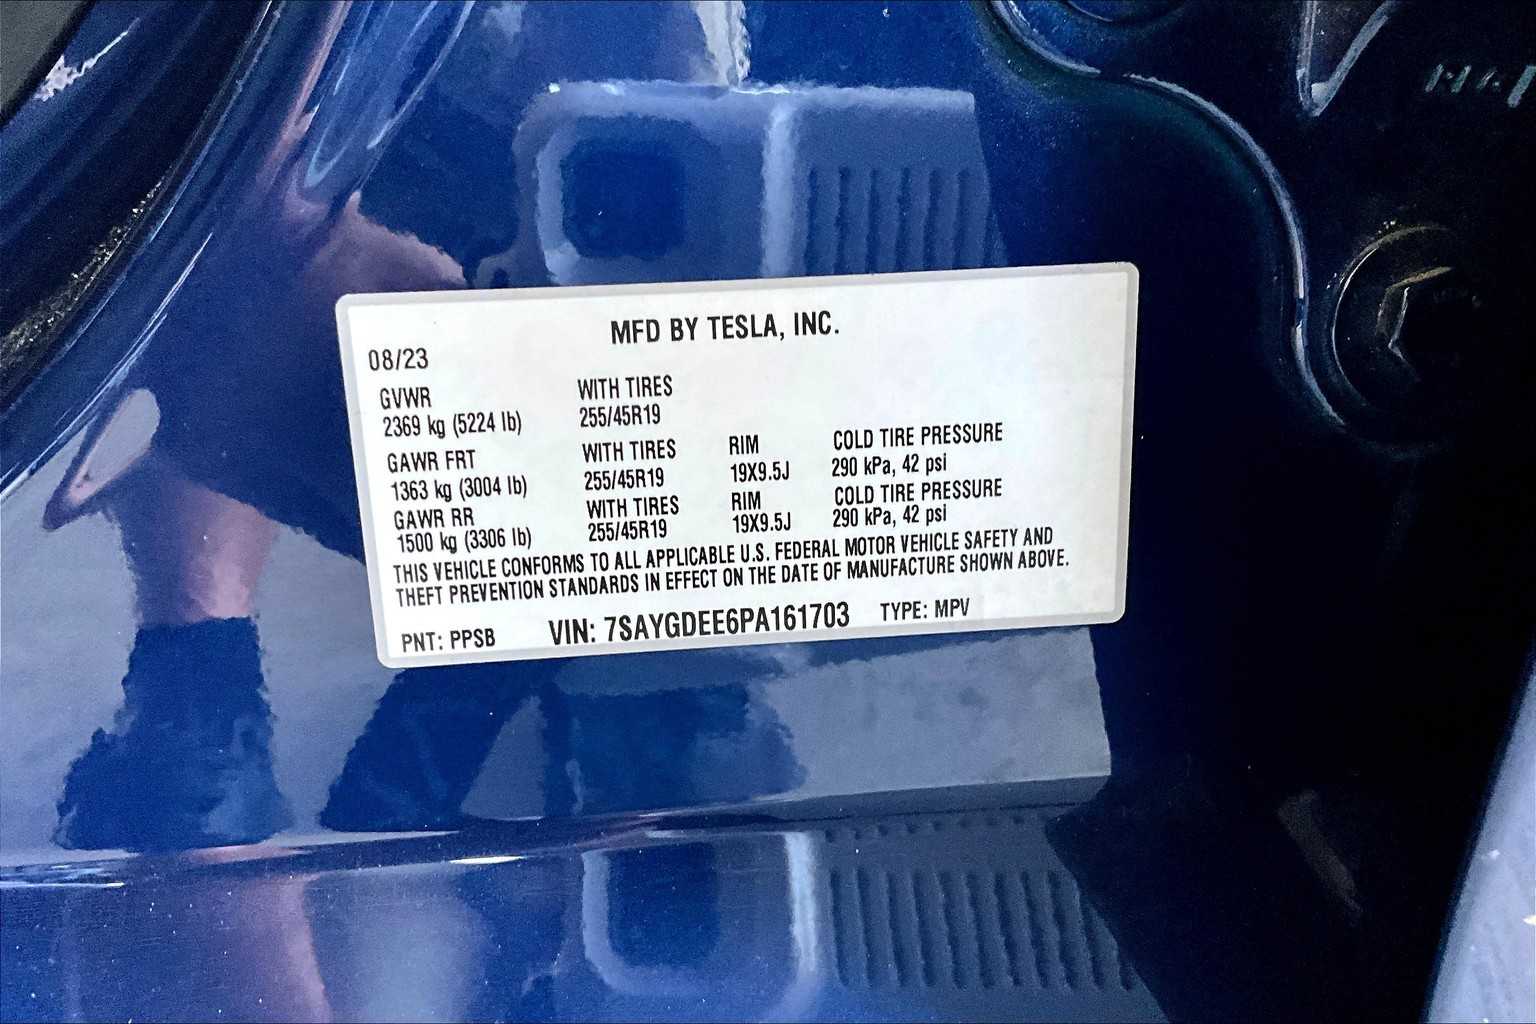 MFD BY TESLA, INC.
08/23
GVWR WITH TIRES
2369 kg (5224 lb) 255/45R19
GAWR FRT WITH TIRES RIM COLD TIRE PRESSURE
1363 kg (3004 lb) 255/45R19 19X9.5J 290 kPa, 42 psi
GAWR RR WITH TIRES RIM COLD TIRE PRESSURE
1500 kg (3306 lb) 255/45R19 19X9.5J 290 kPa, 42 psi
THIS VEHICLE CONFORMS TO ALL APPLICABLE U.S. FEDERAL MOTOR VEHICLE SAFETY AND
THEFT PREVENTION STANDARDS IN EFFECT ON THE DATE OF MANUFACTURE SHOWN ABOVE.
PNT: PPSB VIN: 7SAYGDEE6PA161703 TYPE: MPV